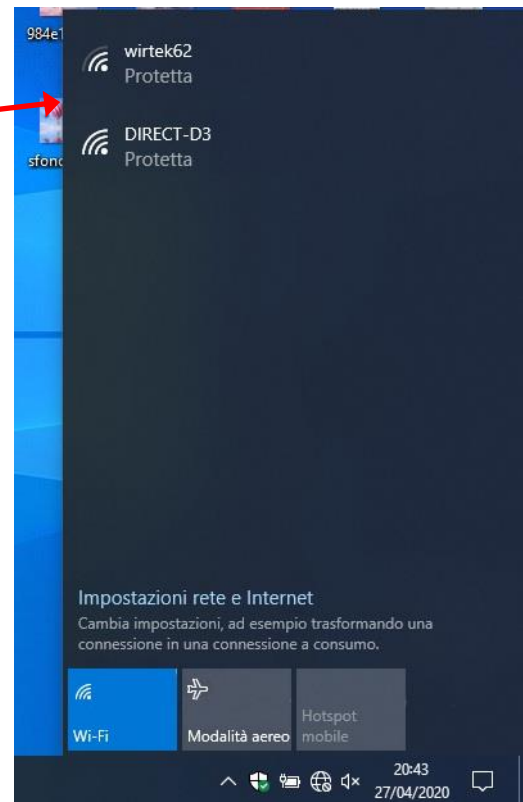 984e1
wirtek62
Protetta
DIRECT-D3
sfond
Protetta
Impostazioni rete e Internet
Cambia impostazioni, ad esempio trasformando una
connessione in una connessione a consumo.
Wi-Fi
Modalità aereo
Hotspot
mobile
20:43
27/04/2020